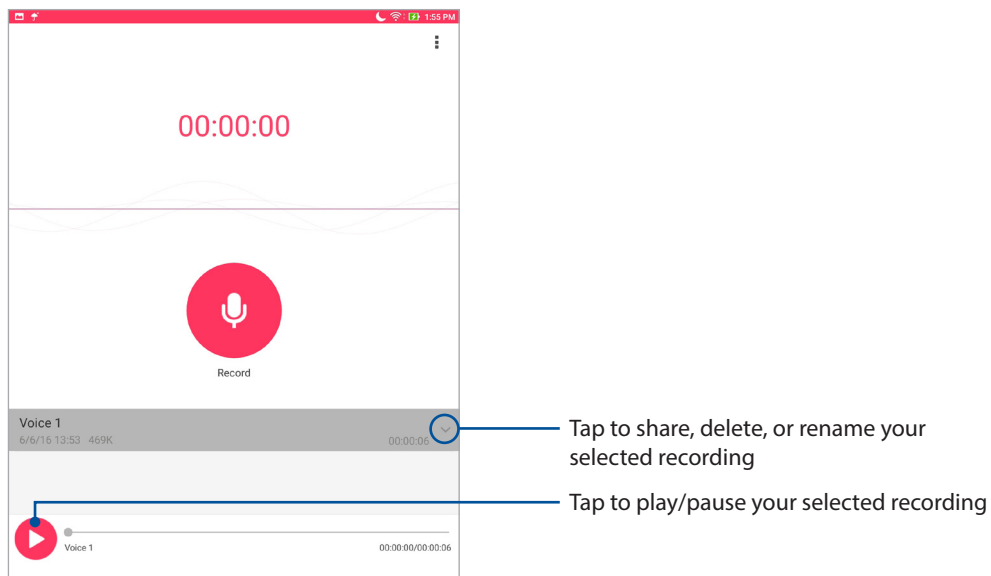 1:55 PM
00:00:00
Record
Voice 1
6/6/16 13:53 469K
00:00:06
Tap to share, delete, or rename your
selected recording
Tap to play/pause your selected recording
Voice 1
00:00:00/00:00:06